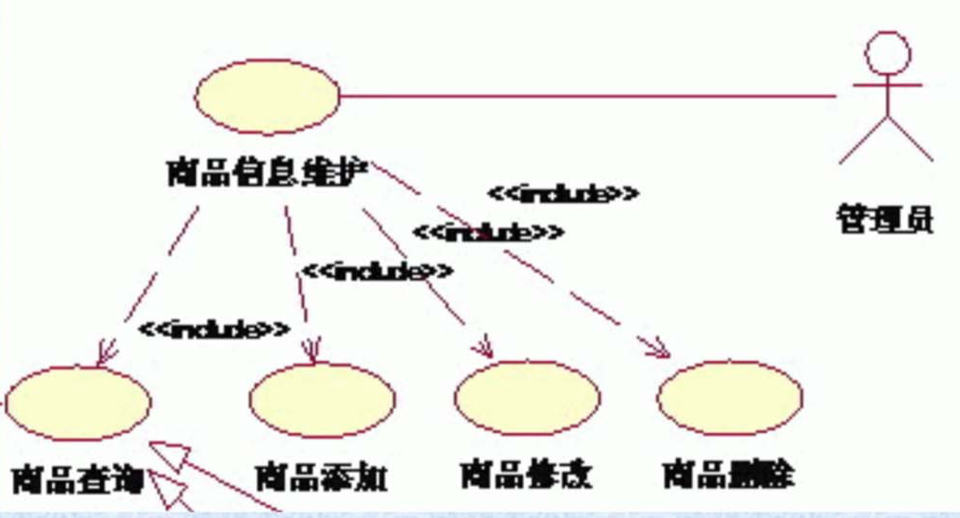 商品信息维护
<<include>>
管理员
<<include>>
<<include>>
<<include>>
商品查询
商品添加
商品修改
商品删除